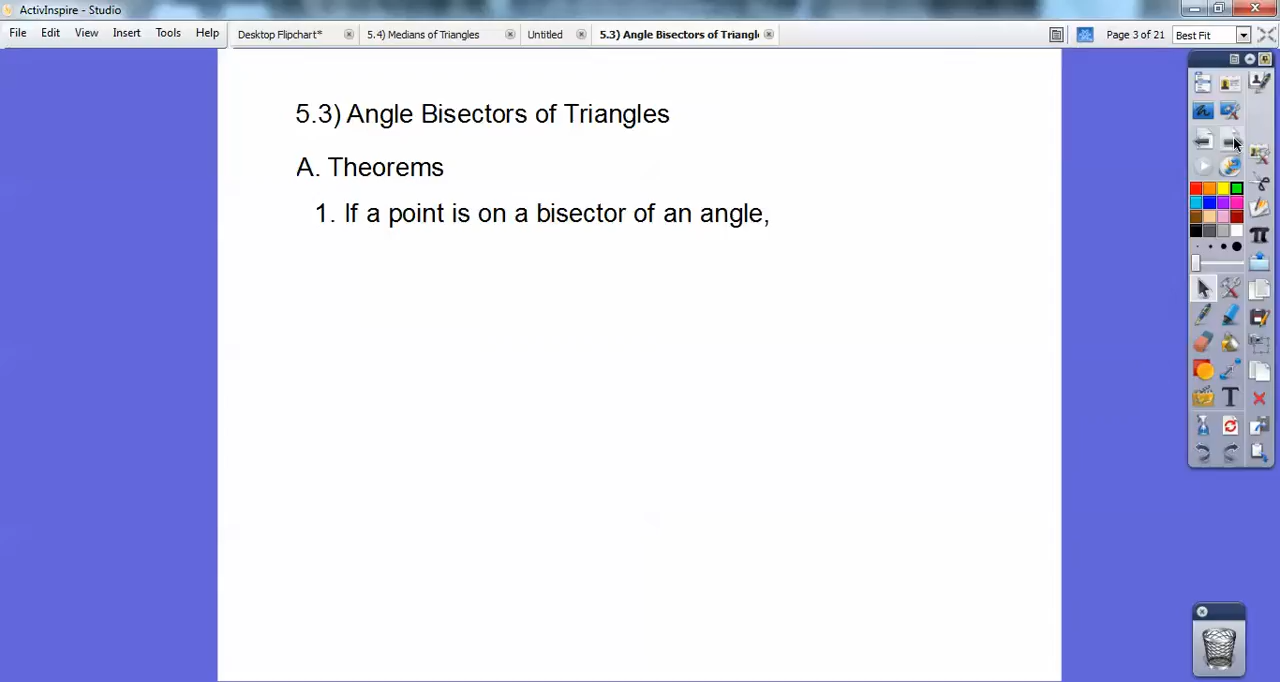 ActivInspire - Studio
File Edit View Insert Tools Help
Desktop Flipchart* 5.4) Medians of Triangles Untitled 5.3) Angle Bisectors of Triangl
Page 3 of 21 Best Fit
5.3) Angle Bisectors of Triangles
A. Theorems
1. If a point is on a bisector of an angle,